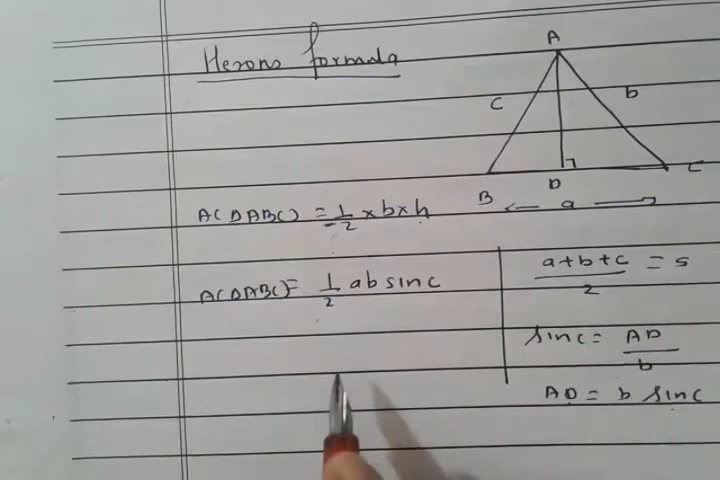 Herons formula
A
c b
B D C
← a →
A(ΔABC) = 1/2 × b × h
A(ΔABC) = 1/2 ab sinc
a+b+c/2 = s
sinc = AD/b
AD = b sinc